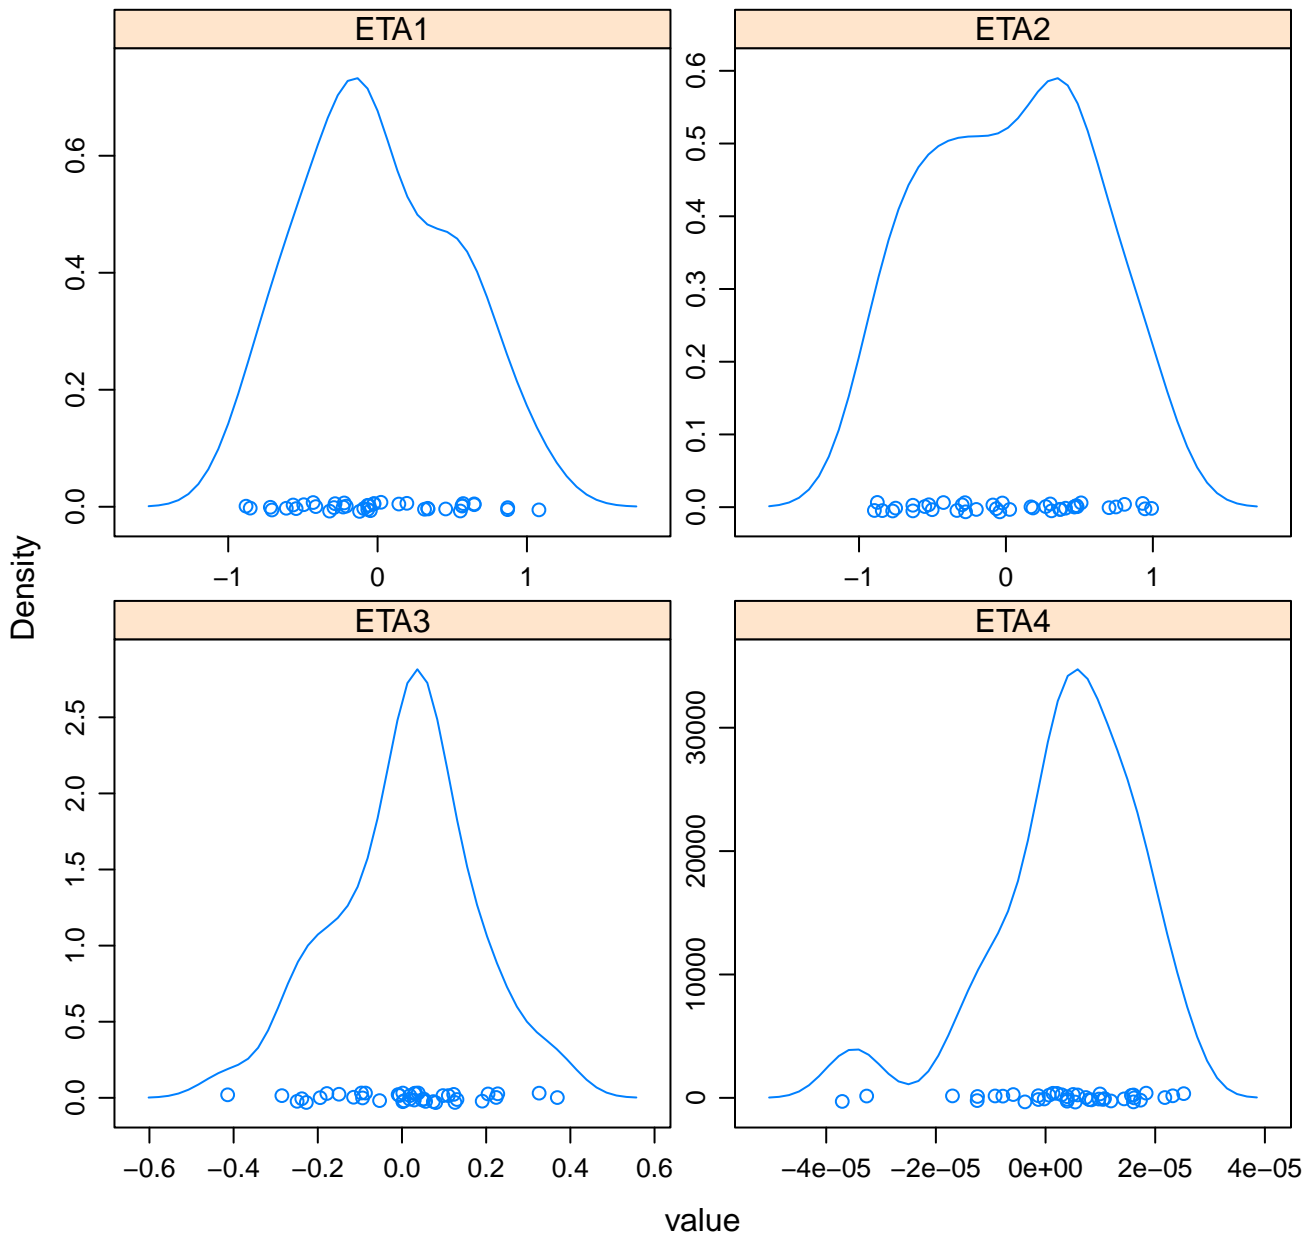 ETA1
ETA2
0.0 0.2 0.4 0.6
−1 0 1
0.0 0.1 0.2 0.3 0.4 0.5 0.6
−1 0 1
Density
ETA3
ETA4
0.0 0.5 1.0 1.5 2.0 2.5
−0.6 −0.4 −0.2 0.0 0.2 0.4 0.6
0 10000 20000 30000
−4e−05 −2e−05 0e+00 2e−05 4e−05
value